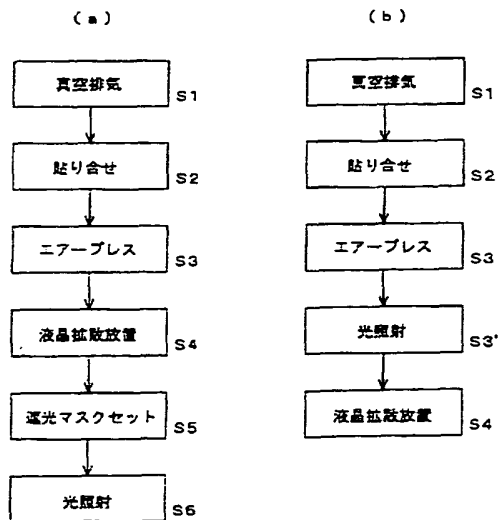 (a)
真空排気
S1
貼り合せ
S2
エアープレス
S3
液晶拡散放置
S4
遮光マスクセット
S5
光照射
S6
(b)
真空排気
S1
貼り合せ
S2
エアープレス
S3
光照射
S3'
液晶拡散放置
S4